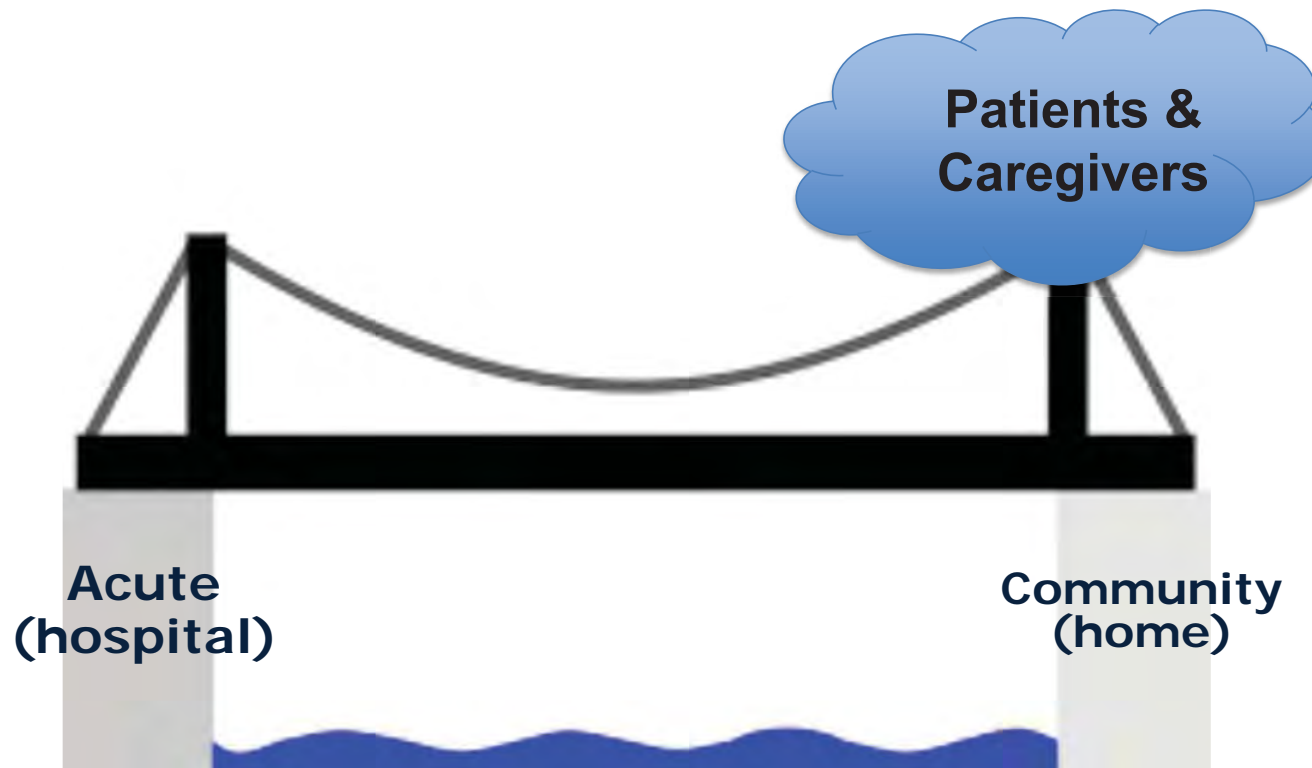 Patients &
Caregivers
Acute
(hospital)
Community
(home)